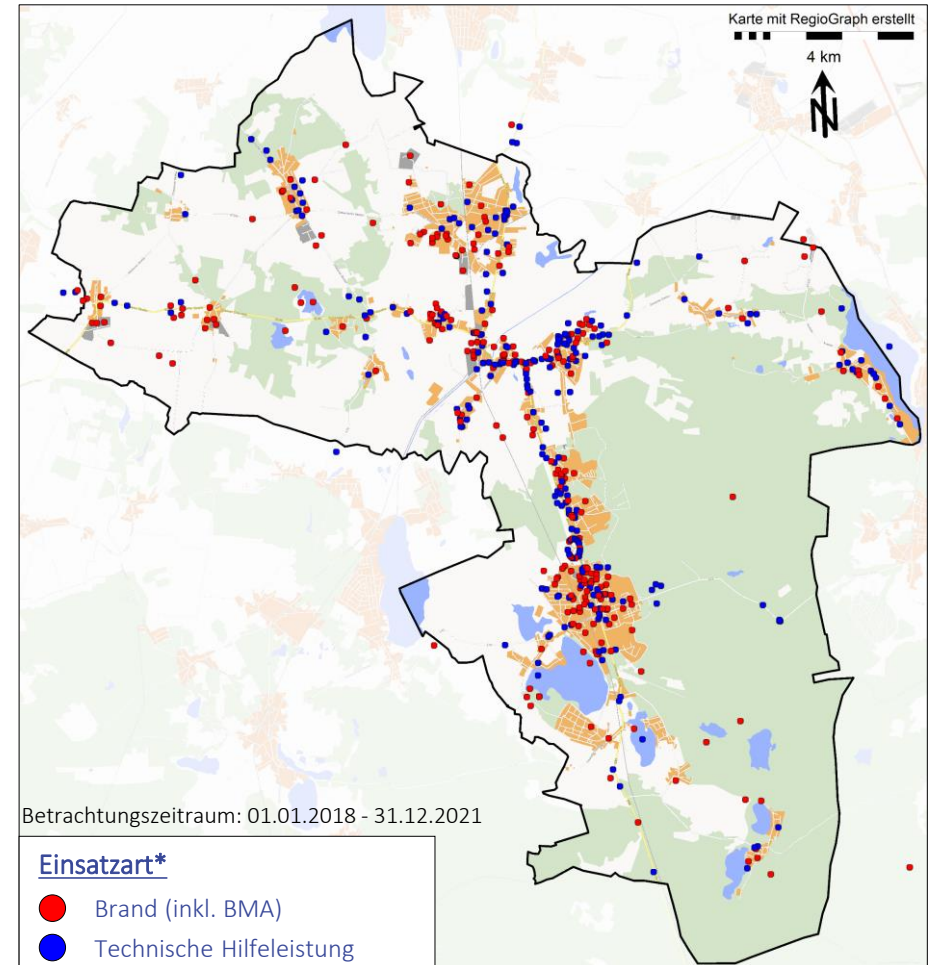 Karte mit RegioGraph erstellt
4 km
N
Betrachtungszeitraum: 01.01.2018 - 31.12.2021
Einsatzart*
Brand (inkl. BMA)
Technische Hilfeleistung